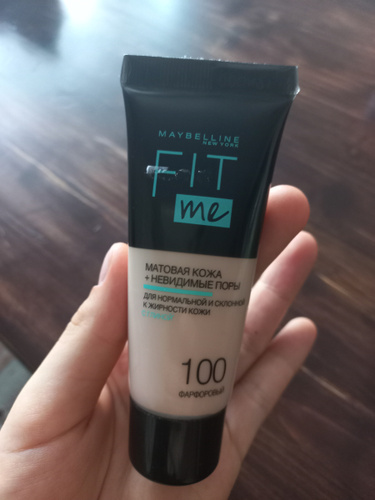 MAYBELLINE
NEW YORK
FIT
me
МАТОВАЯ КОЖА
+ НЕВИДИМЫЕ ПОРЫ
ДЛЯ НОРМАЛЬНОЙ И СКЛОННОЙ
К ЖИРНОСТИ КОЖИ
100
ФАРФОРОВЫЙ